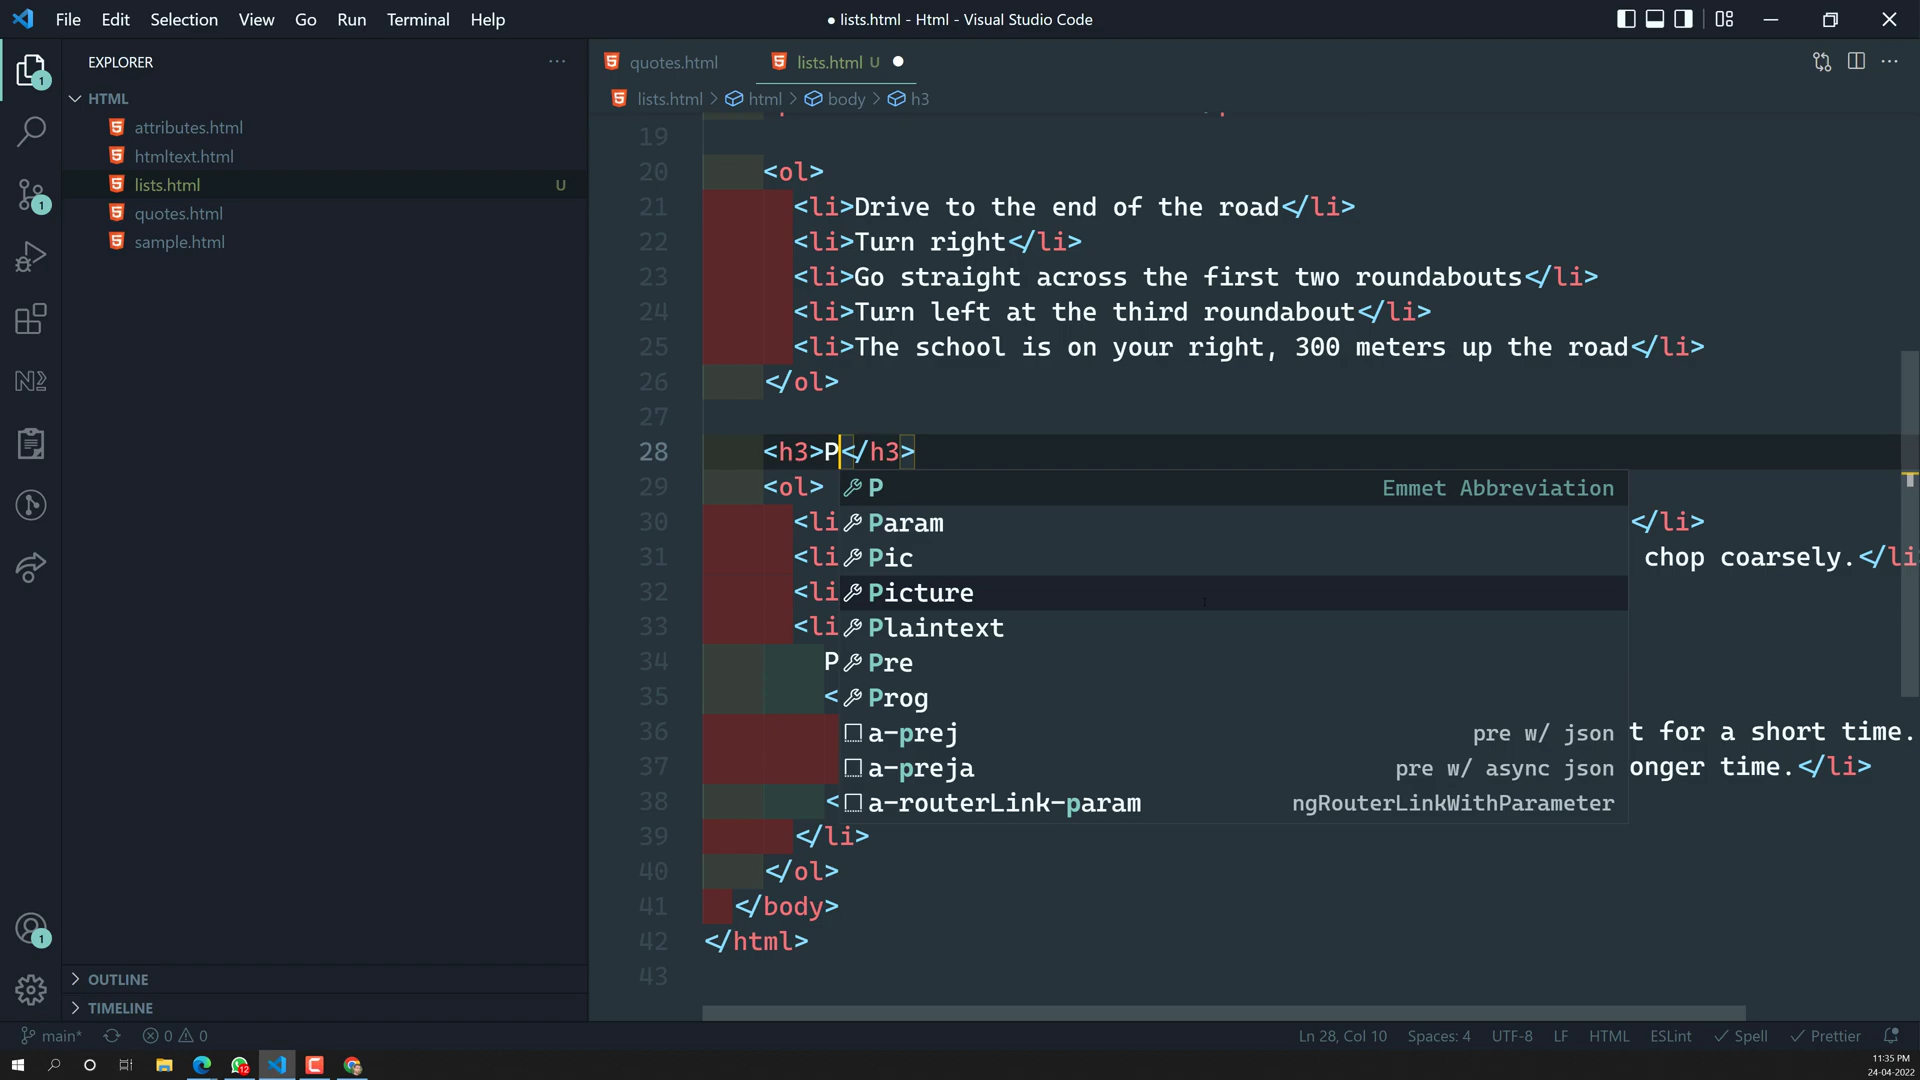 File Edit Selection View Go Run Terminal Help
● lists.html - Html - Visual Studio Code
EXPLORER
HTML
attributes.html
htmltext.html
lists.html U
quotes.html
sample.html
OUTLINE
TIMELINE
quotes.html lists.html U
lists.html > html > body > h3
19
20 <ol>
21 <li>Drive to the end of the road</li>
22 <li>Turn right</li>
23 <li>Go straight across the first two roundabouts</li>
24 <li>Turn left at the third roundabout</li>
25 <li>The school is on your right, 300 meters up the road</li>
26 </ol>
27
28 <h3>P</h3>
29 <ol> P Emmet Abbreviation
30 <li Param </li>
31 <li Pic chop coarsely.</li
32 <li Picture
33 <li Plaintext
34 P Pre
35 < Prog
36 a-prej pre w/ json t for a short time.
37 a-preja pre w/ async json onger time.</li>
38 < a-routerLink-param ngRouterLinkWithParameter
39 </li>
40 </ol>
41 </body>
42 </html>
43
main* 0 0 Ln 28, Col 10 Spaces: 4 UTF-8 LF HTML ESLint Spell Prettier
1
1
1
12
11:35 PM
24-04-2022